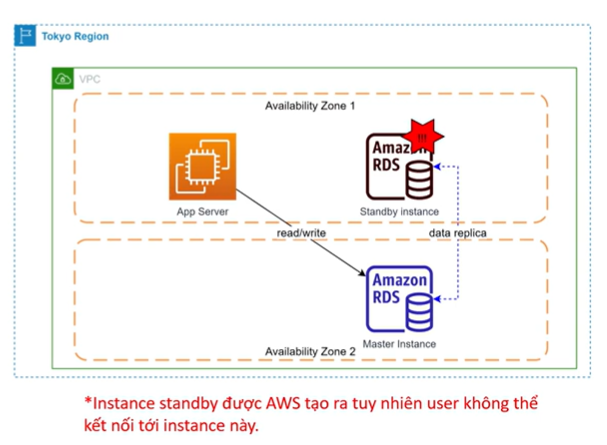 Tokyo Region
VPC
Availability Zone 1
!!!
Amazon
RDS
App Server
Standby instance
read/write
data replica
Amazon
RDS
Master Instance
Availability Zone 2
*Instance standby được AWS tạo ra tuy nhiên user không thể
kết nối tới instance này.